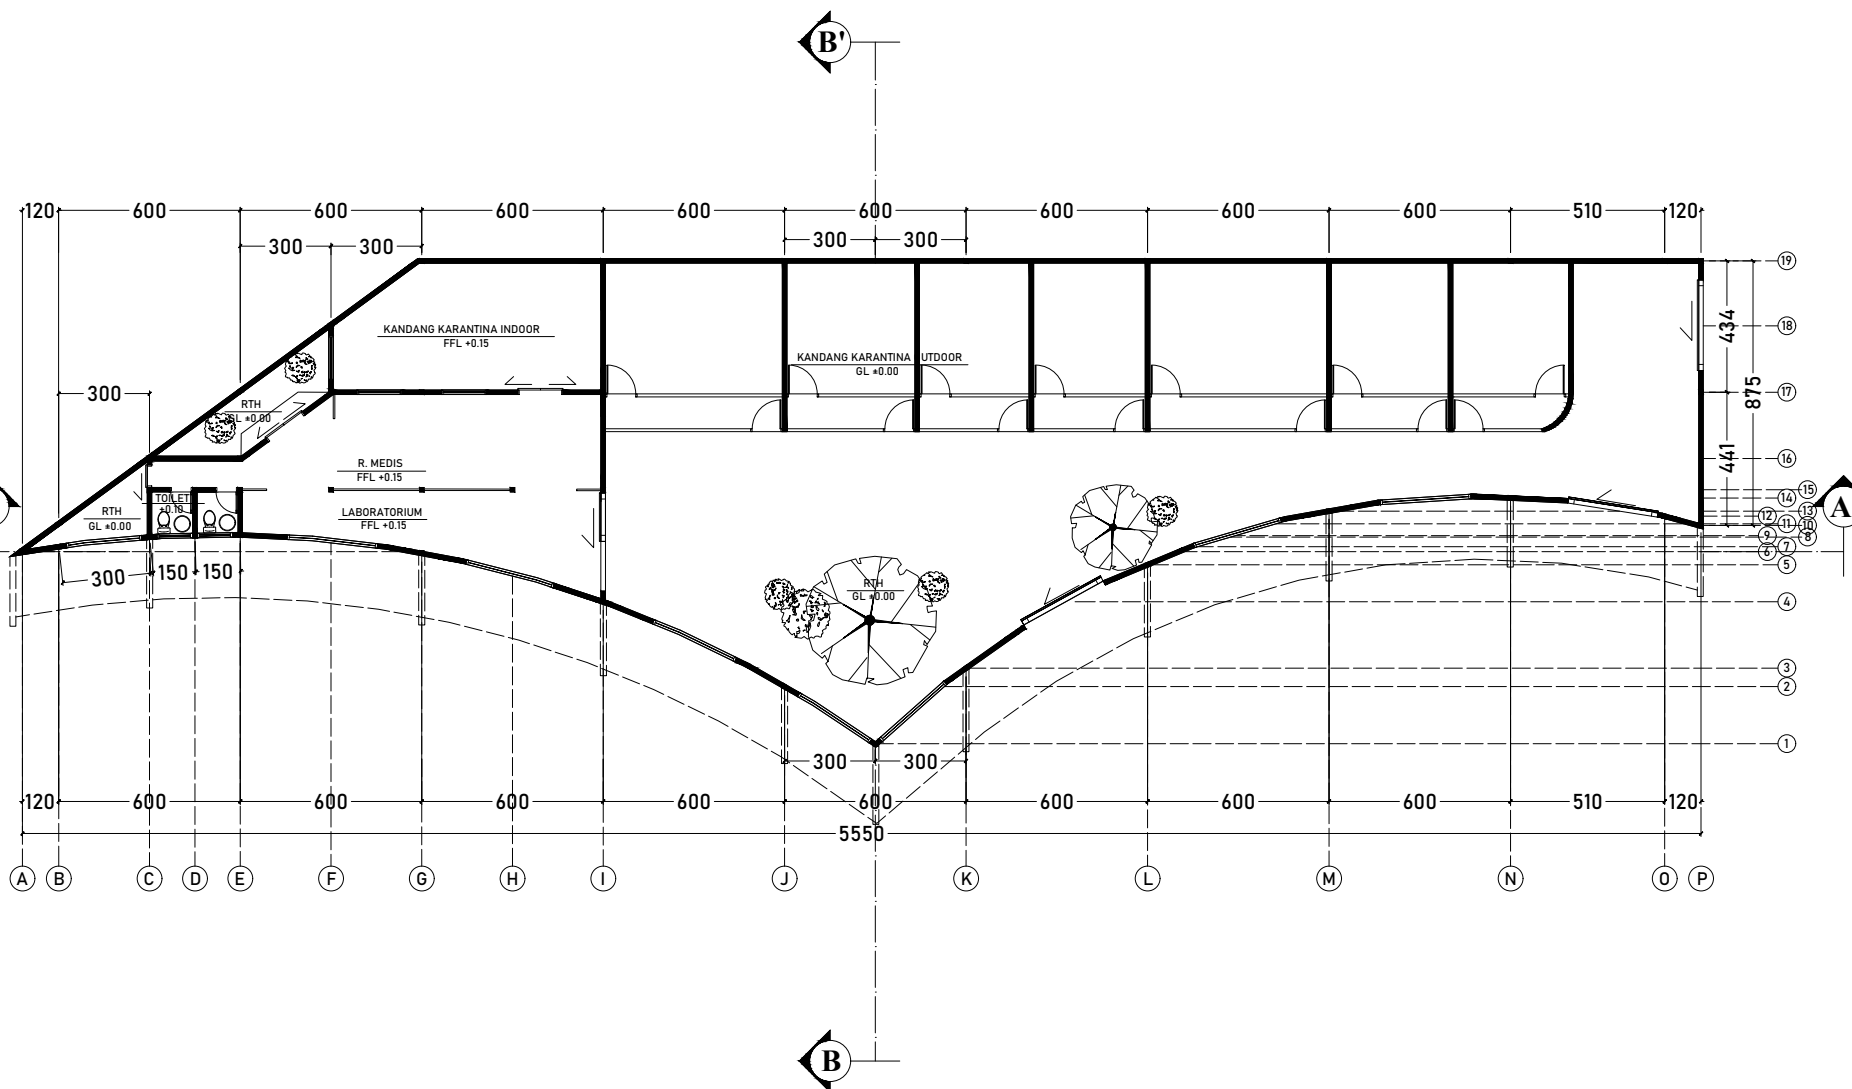 B'
120 600 600 600 600 600 600 600 600 510 120
300 300 300 300
19
KANDANG KARANTINA INDOOR
FFL +0.15
18
434
KANDANG KARANTINA UTDOOR
GL ±0.00
300
17
875
RTH
GL ±0.00
441
R. MEDIS
FFL +0.15
16
15
TOILET
+0.10
14
RTH
GL ±0.00
LABORATORIUM
FFL +0.15
13
12
11 10
A
9 8
7
6
5
300 150 150
RTH
GL ±0.00
4
3
2
1
300 300
120 600 600 600 600 600 600 600 600 510 120
5550
A B C D E F G H I J K L M N O P
B